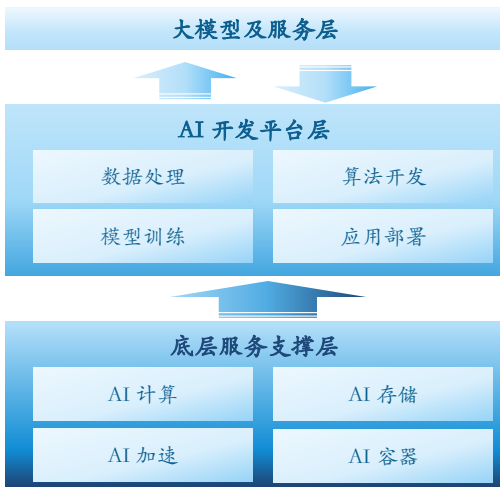 大模型及服务层
AI 开发平台层
数据处理
算法开发
模型训练
应用部署
底层服务支撑层
AI 计算
AI 存储
AI 加速
AI 容器